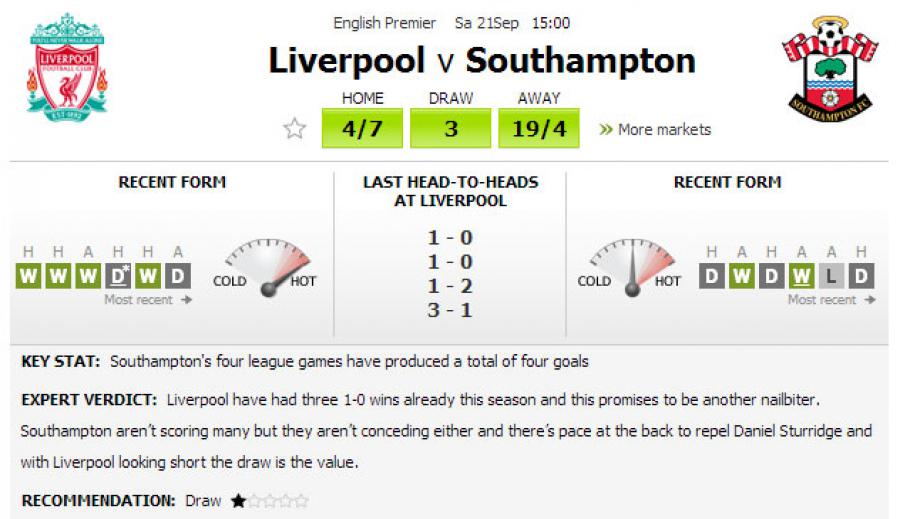 English Premier Sa 21Sep 15:00
Liverpool v Southampton
HOME DRAW AWAY
4/7 3 19/4 » More markets
YOU'LL NEVER WALK ALONE
LIVERPOOL
FOOTBALL CLUB
EST·1892
SOUTHAMPTON FC
RECENT FORM
H H A H H A
W W W D* W D
COLD HOT
Most recent →
LAST HEAD-TO-HEADS
AT LIVERPOOL
1 - 0
1 - 0
1 - 2
3 - 1
RECENT FORM
COLD HOT
H A H A A H
D W D W L D
Most recent →
KEY STAT: Southampton's four league games have produced a total of four goals
EXPERT VERDICT: Liverpool have had three 1-0 wins already this season and this promises to be another nailbiter.
Southampton aren't scoring many but they aren't conceding either and there's pace at the back to repel Daniel Sturridge and
with Liverpool looking short the draw is the value.
RECOMMENDATION: Draw